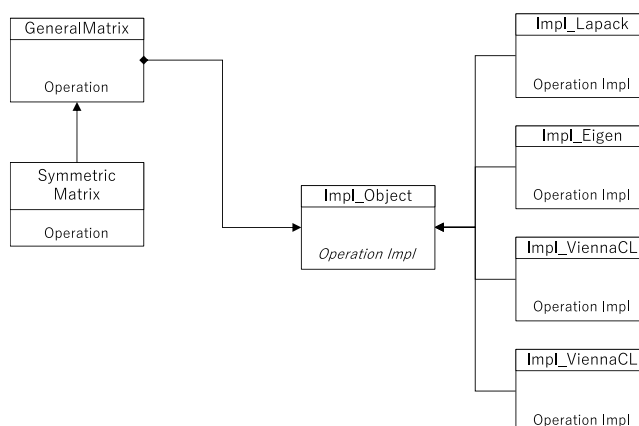 GeneralMatrix
Operation
Symmetric
Matrix
Operation
Impl_Object
Operation Impl
Impl_Lapack
Operation Impl
Impl_Eigen
Operation Impl
Impl_ViennaCL
Operation Impl
Impl_ViennaCL
Operation Impl